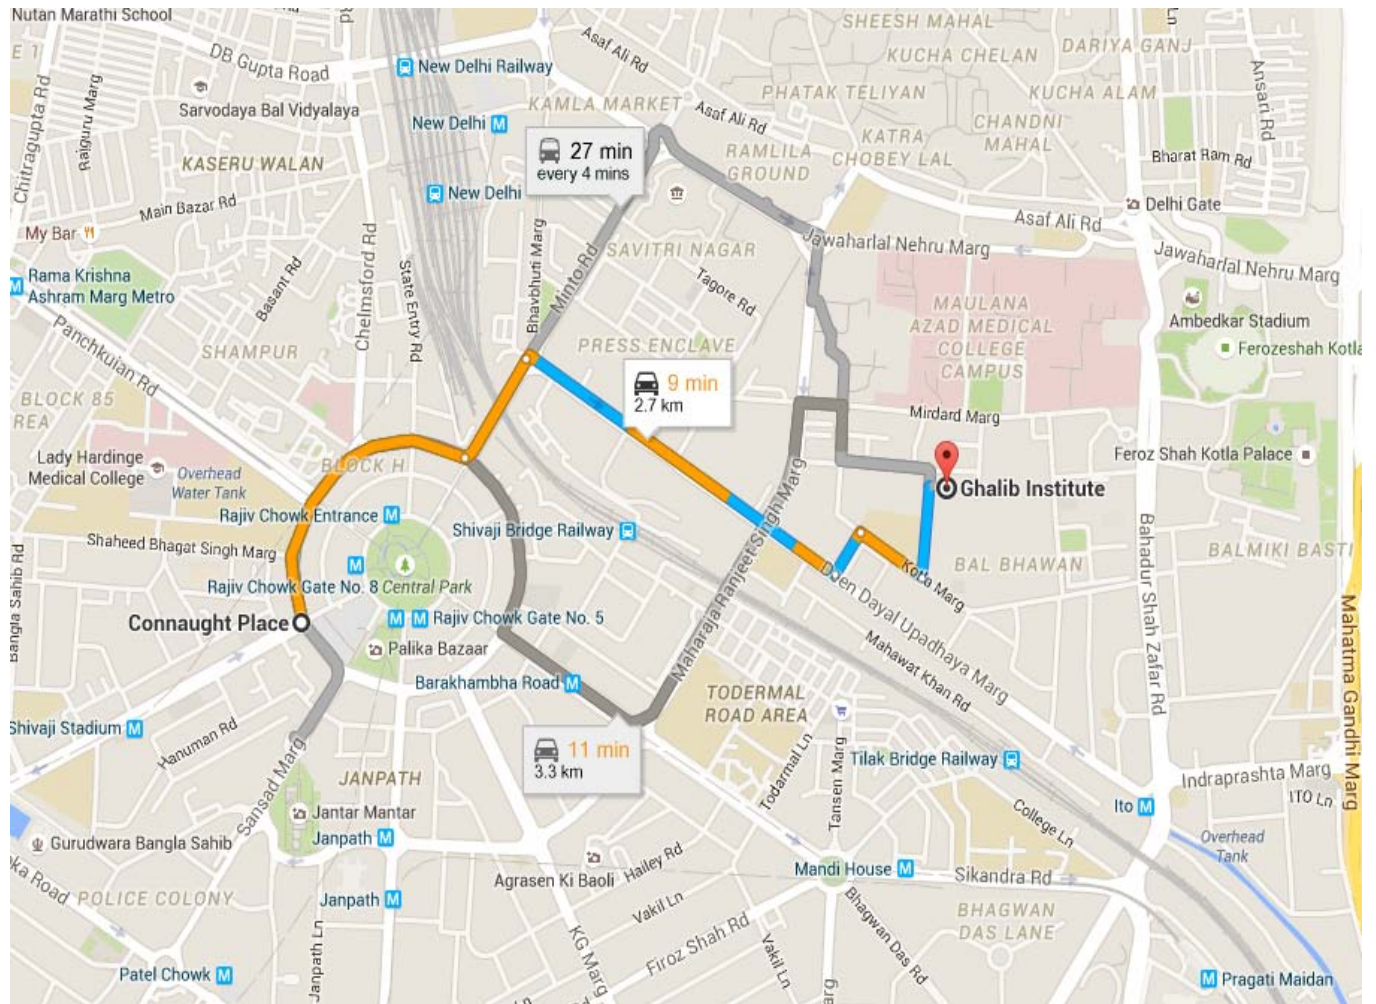 Nutan Marathi School
DB Gupta Road
Sarvodaya Bal Vidyalaya
Chitragupta Rd
Rajguru Marg
KASERU WALAN
Main Bazar Rd
My Bar
Rama Krishna
Ashram Marg Metro
Basant Rd
Chelmsford Rd
State Entry Rd
SHAMPUR
Panchkuian Rd
BLOCK 85
REA
Lady Hardinge
Medical College
Overhead
Water Tank
BLOCK H
Rajiv Chowk Entrance
Shaheed Bhagat Singh Marg
Rajiv Chowk Gate No. 8
Central Park
Bangla Sahib Rd
Connaught Place
Rajiv Chowk Gate No. 5
Palika Bazaar
Barakhambha Road
Shivaji Stadium
Hanuman Rd
JANPATH
Sansad Marg
Jantar Mantar
Janpath
Gurudwara Bangla Sahib
POLICE COLONY
ka Road
Janpath
Janpath Ln
Patel Chowk
New Delhi Railway
New Delhi
New Delhi
Asaf Ali Rd
KAMLA MARKET
Asaf Ali Rd
27 min
every 4 mins
Bhavbhuti Marg
Minto Rd
SAVITRI NAGAR
Tagore Rd
PRESS ENCLAVE
9 min
2.7 km
Shivaji Bridge Railway
Maharaja Ranjeet Singh Marg
11 min
3.3 km
TODERMAL
ROAD AREA
Todarmal Ln
Tansen Marg
Agrasen Ki Baoli
Hailey Rd
Vakil Ln
KG Marg
Firoz Shah Rd
Vakil Ln
arg
Mandi House
Bhagwan Das Rd
SHEESH MAHAL
KUCHA CHELAN
DARIYA GANJ
Ln
PHATAK TELIYAN
KUCHA ALAM
Ansari Rd
KATRA
CHOBEY LAL
CHANDNI
MAHAL
RAMLILA
GROUND
Bharat Ram Rd
Delhi Gate
Asaf Ali Rd
Jawaharlal Nehru Marg
Jawaharlal Nehru Marg
MAULANA
AZAD MEDICAL
COLLEGE
CAMPUS
Ambedkar Stadium
Ferozeshah Kotla
Mirdard Marg
Feroz Shah Kotla Palace
Ghalib Institute
BALMIKI BASTI
BAL BHAWAN
Kotla Marg
Deen Dayal Upadhyaya Marg
Mahawat Khan Rd
Bahadur Shah Zafar Rd
Mahatma Gandhi Marg
Tilak Bridge Railway
Indraprashta Marg
ITO Ln
Ito
College Ln
Overhead
Tank
Sikandra Rd
BHAGWAN
DAS LANE
Pragati Maidan